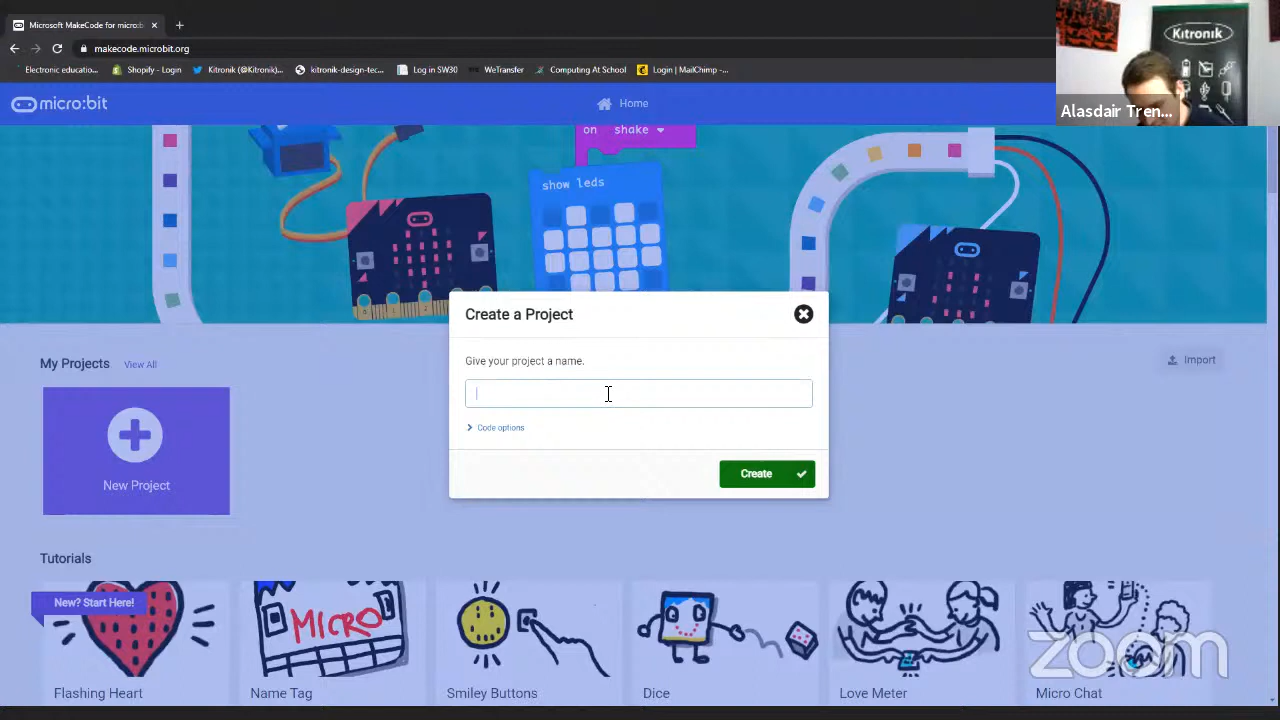 Microsoft MakeCode for micro:b
makecode.microbit.org
Electronic educatio...
Shopify - Login
Kitronik (@Kitronik)...
kitronik-design-tec...
Log in SW30
WeTransfer
Computing At School
Login | MailChimp -...
Kitronik
Alasdair Tren...
micro:bit
Home
on shake
show leds
Create a Project
Give your project a name.
Code options
Create
My Projects
View All
Import
New Project
Tutorials
New? Start Here!
MICRO
zoom
Flashing Heart
Name Tag
Smiley Buttons
Dice
Love Meter
Micro Chat